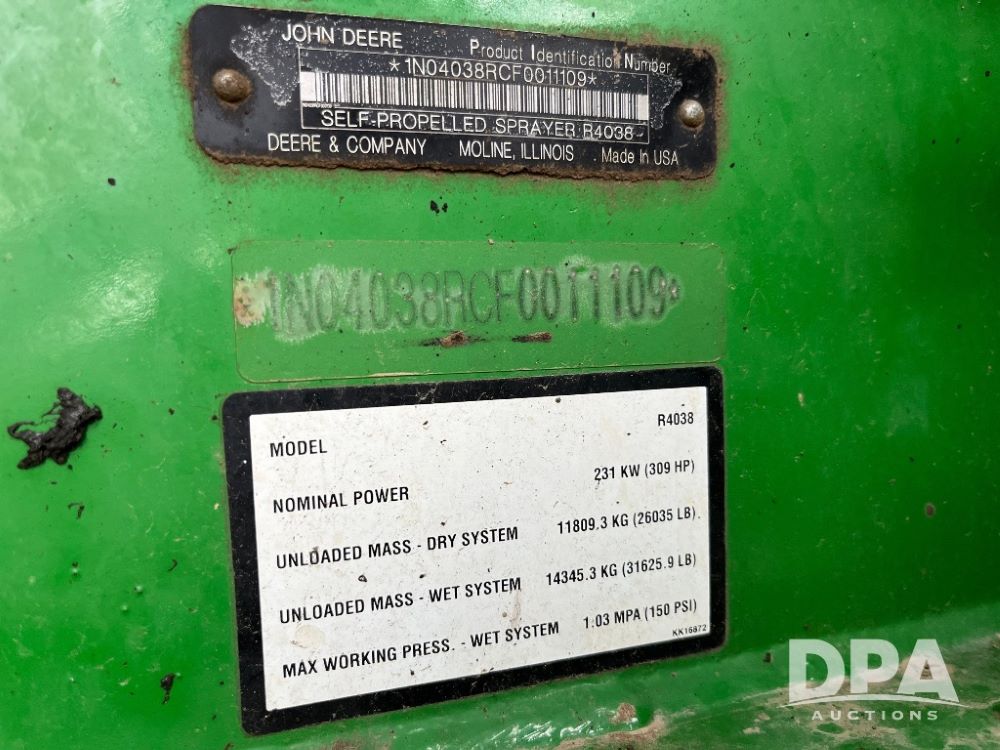 JOHN DEERE Product Identification Number
*1N04038RCF0011109*
SELF-PROPELLED SPRAYER R4038
DEERE & COMPANY MOLINE, ILLINOIS Made In USA
1N04038RCF0011109*
MODEL R4038
NOMINAL POWER 231 KW (309 HP)
UNLOADED MASS - DRY SYSTEM 11809.3 KG (26035 LB)
UNLOADED MASS - WET SYSTEM 14345.3 KG (31625.9 LB)
MAX WORKING PRESS. - WET SYSTEM 1.03 MPA (150 PSI)
KK16872
DPA
AUCTIONS